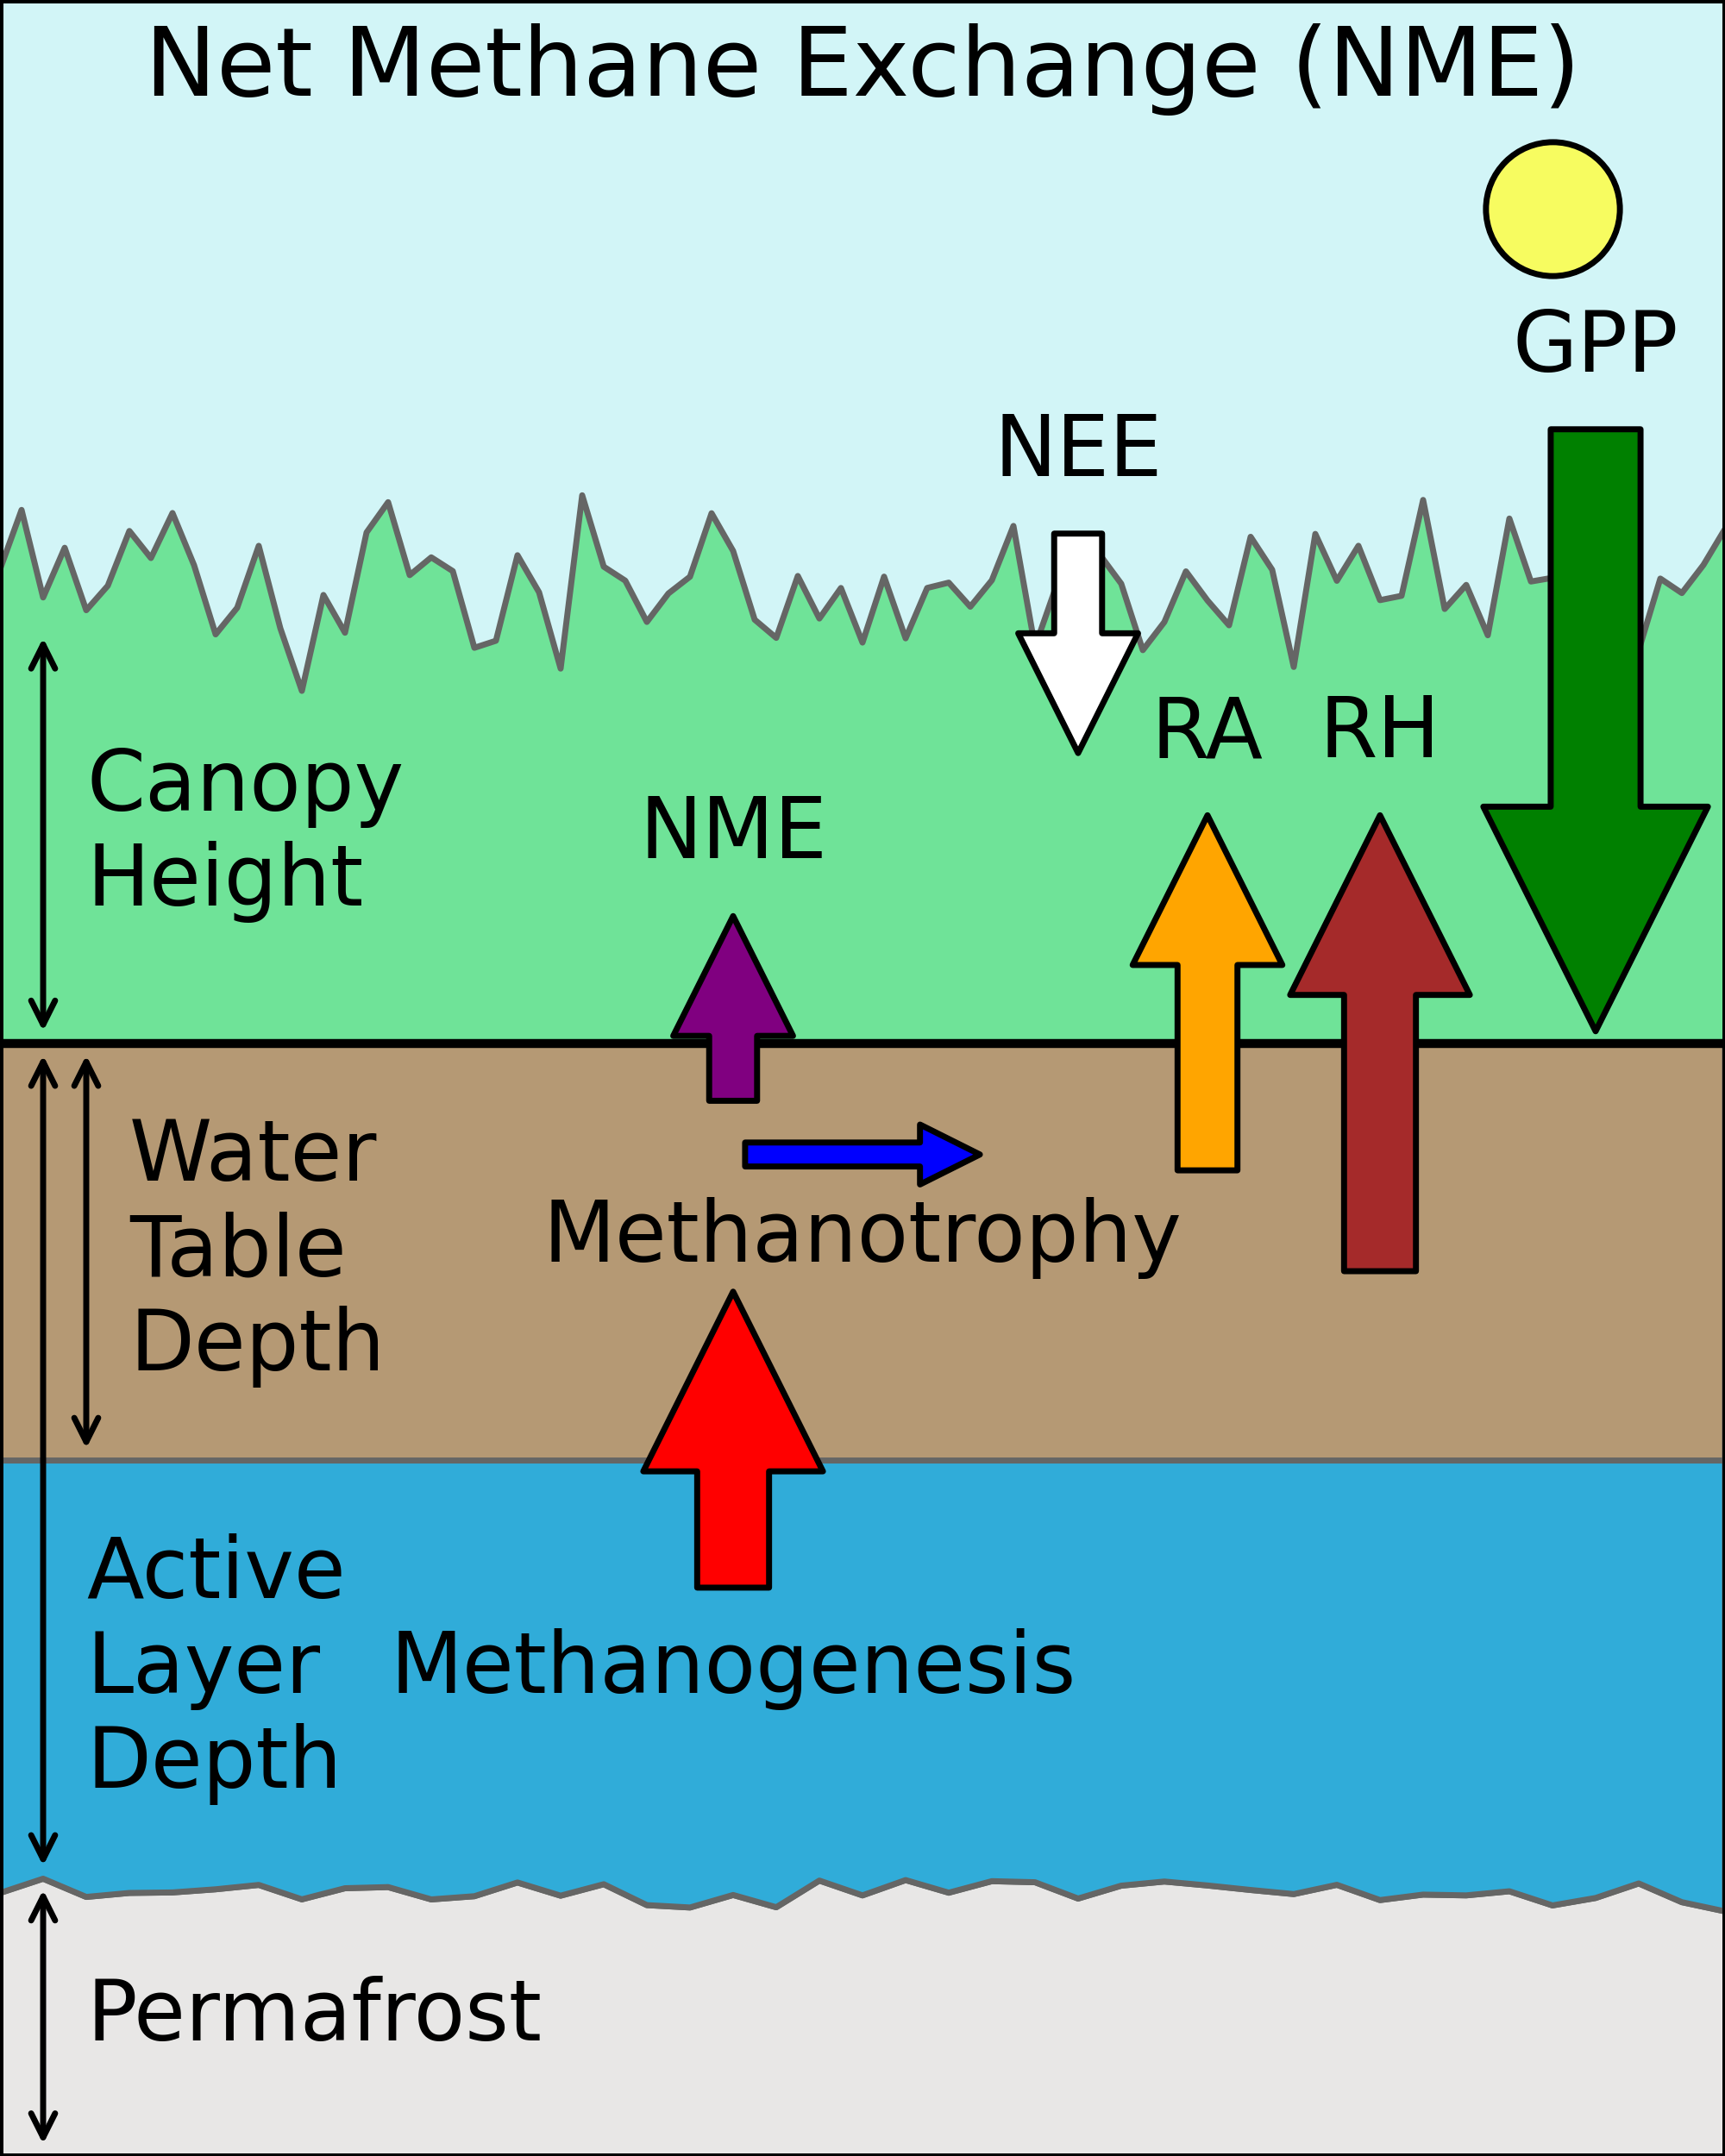 Net Methane Exchange (NME)
GPP
NEE
RA
RH
Canopy
Height
NME
Water
Table
Depth
Methanotrophy
Active
Layer
Depth
Methanogenesis
Permafrost